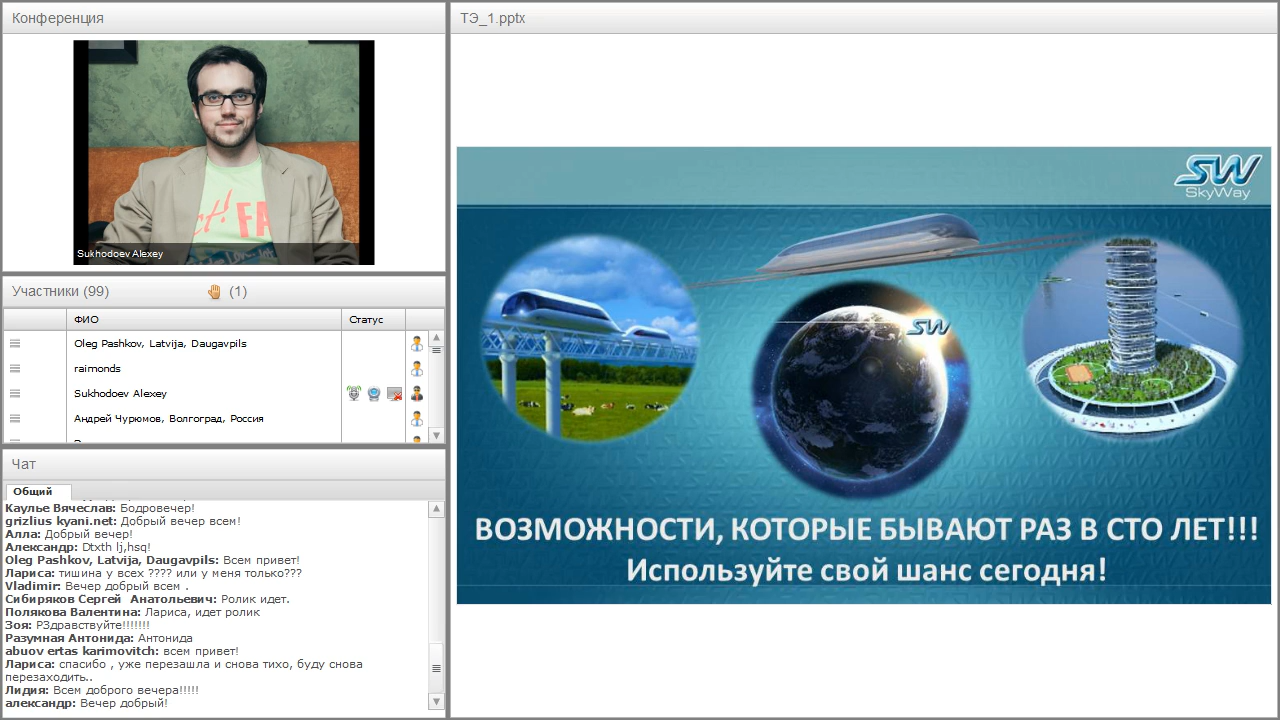 Конференция
Sukhodoev Alexey
Участники (99)
(1)
ФИО
Статус
Oleg Pashkov, Latvija, Daugavpils
raimonds
Sukhodoev Alexey
Андрей Чурюмов, Волгоград, Россия
Чат
Общий
Каулье Вячеслав: Бодровечер!
grizlius kyani.net: Добрый вечер всем!
Алла: Добрый вечер!
Александр: Dtxth lj,hsq!
Oleg Pashkov, Latvija, Daugavpils: Всем привет!
Лариса: тишина у всех ???? или у меня только???
Vladimir: Вечер добрый всем .
Сибиряков Сергей Анатольевич: Ролик идет.
Полякова Валентина: Лариса, идет ролик
Зоя: РЗдравствуйте!!!!!!!
Разумная Антонида: Антонида
abuov ertas karimovitch: всем привет!
Лариса: спасибо , уже перезашла и снова тихо, буду снова
перезаходить..
Лидия: Всем доброго вечера!!!!!
александр: Вечер добрый!
ТЭ_1.pptx
SW
SkyWay
SW
ВОЗМОЖНОСТИ, КОТОРЫЕ БЫВАЮТ РАЗ В СТО ЛЕТ!!!
Используйте свой шанс сегодня!